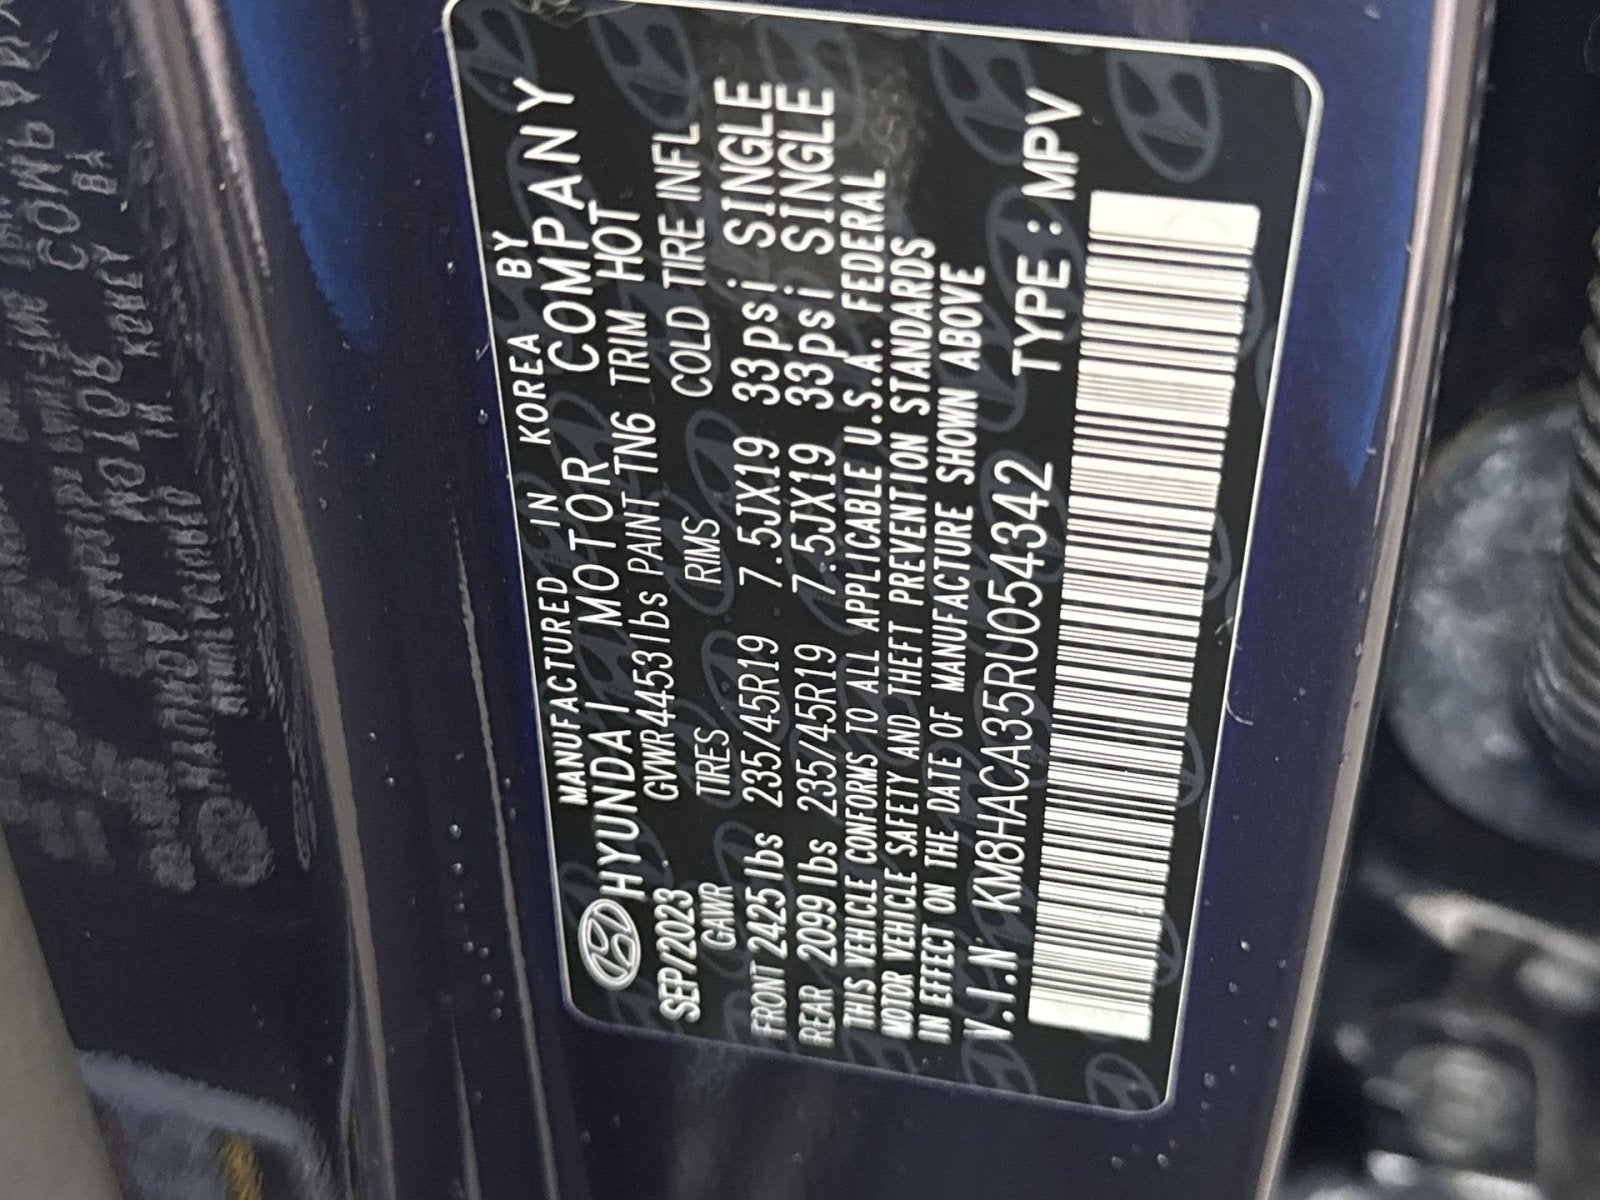 MANUFACTURED IN KOREA BY
HYUNDAI MOTOR COMPANY
SEP/2023 GVWR4453lbs PAINT TN6 TRIM HOT
GAWR TIRES RIMS COLD TIRE INFL
FRONT 2425lbs 235/45R19 7.5JX19 33psi SINGLE
REAR 2099lbs 235/45R19 7.5JX19 33psi SINGLE
THIS VEHICLE CONFORMS TO ALL APPLICABLE U.S.A. FEDERAL
MOTOR VEHICLE SAFETY AND THEFT PREVENTION STANDARDS
IN EFFECT ON THE DATE OF MANUFACTURE SHOWN ABOVE
V.I.N: KM8HACA35RU054342 TYPE : MPV